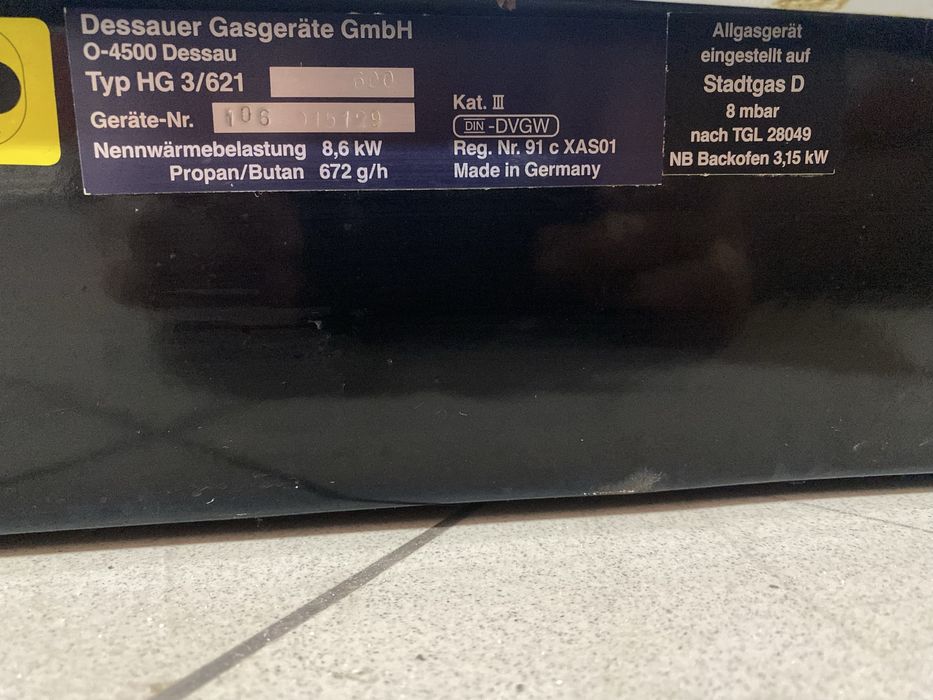 Dessauer Gasgeräte GmbH
O-4500 Dessau
Typ HG 3/621 600
Geräte-Nr. 106
Nennwärmebelastung 8,6 kW
Propan/Butan 672 g/h
Kat. III
DIN-DVGW
Reg. Nr. 91 c XAS01
Made in Germany
Allgasgerät
eingestellt auf
Stadtgas D
8 mbar
nach TGL 28049
NB Backofen 3,15 kW